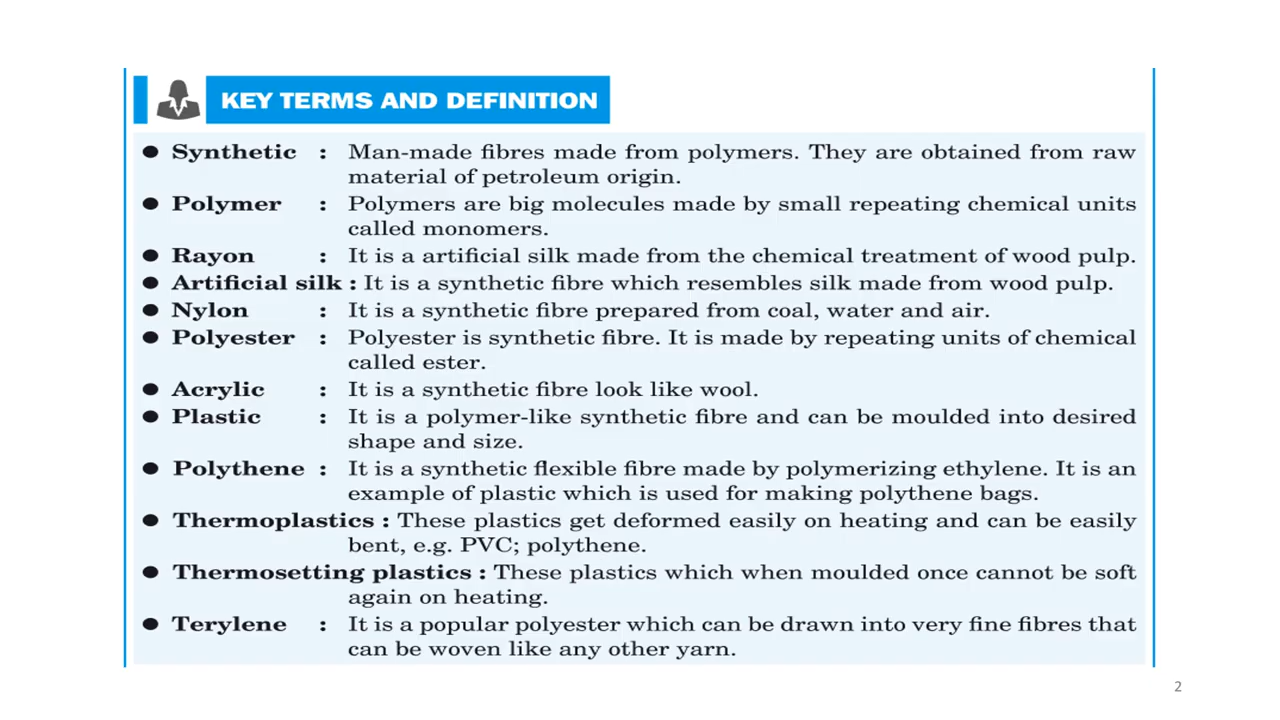 KEY TERMS AND DEFINITION
● Synthetic : Man-made fibres made from polymers. They are obtained from raw
material of petroleum origin.
● Polymer : Polymers are big molecules made by small repeating chemical units
called monomers.
● Rayon : It is a artificial silk made from the chemical treatment of wood pulp.
● Artificial silk : It is a synthetic fibre which resembles silk made from wood pulp.
● Nylon : It is a synthetic fibre prepared from coal, water and air.
● Polyester : Polyester is synthetic fibre. It is made by repeating units of chemical
called ester.
● Acrylic : It is a synthetic fibre look like wool.
● Plastic : It is a polymer-like synthetic fibre and can be moulded into desired
shape and size.
● Polythene : It is a synthetic flexible fibre made by polymerizing ethylene. It is an
example of plastic which is used for making polythene bags.
● Thermoplastics : These plastics get deformed easily on heating and can be easily
bent, e.g. PVC; polythene.
● Thermosetting plastics : These plastics which when moulded once cannot be soft
again on heating.
● Terylene : It is a popular polyester which can be drawn into very fine fibres that
can be woven like any other yarn.
2